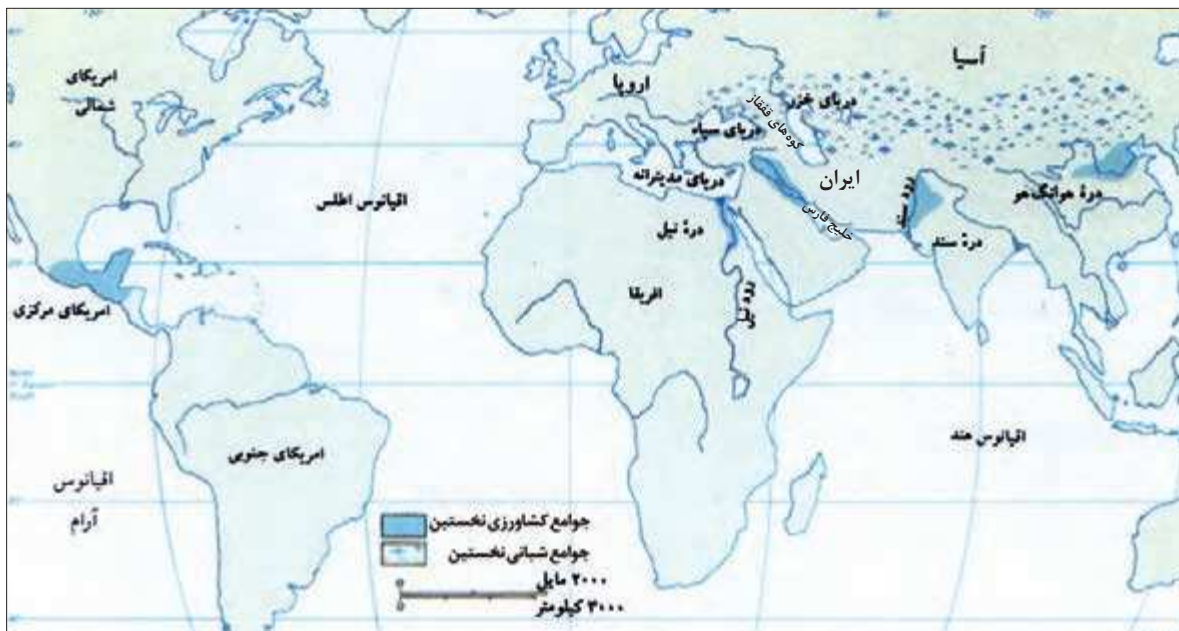 امریکای
شمالی
اروپا
آسیا
دریای خزر
کوه‌های قفقاز
دریای سیاه
ایران
دریای مدیترانه
خلیج فارس
رود سند
درهٔ هوانگ‌هو
درهٔ سند
اقیانوس اطلس
درهٔ نیل
افریقا
رود نیل
امریکای مرکزی
امریکای جنوبی
اقیانوس هند
اقیانوس
آرام
جوامع کشاورزی نخستین
جوامع شبانی نخستین
۲۰۰۰ مایل
۳۰۰۰ کیلومتر